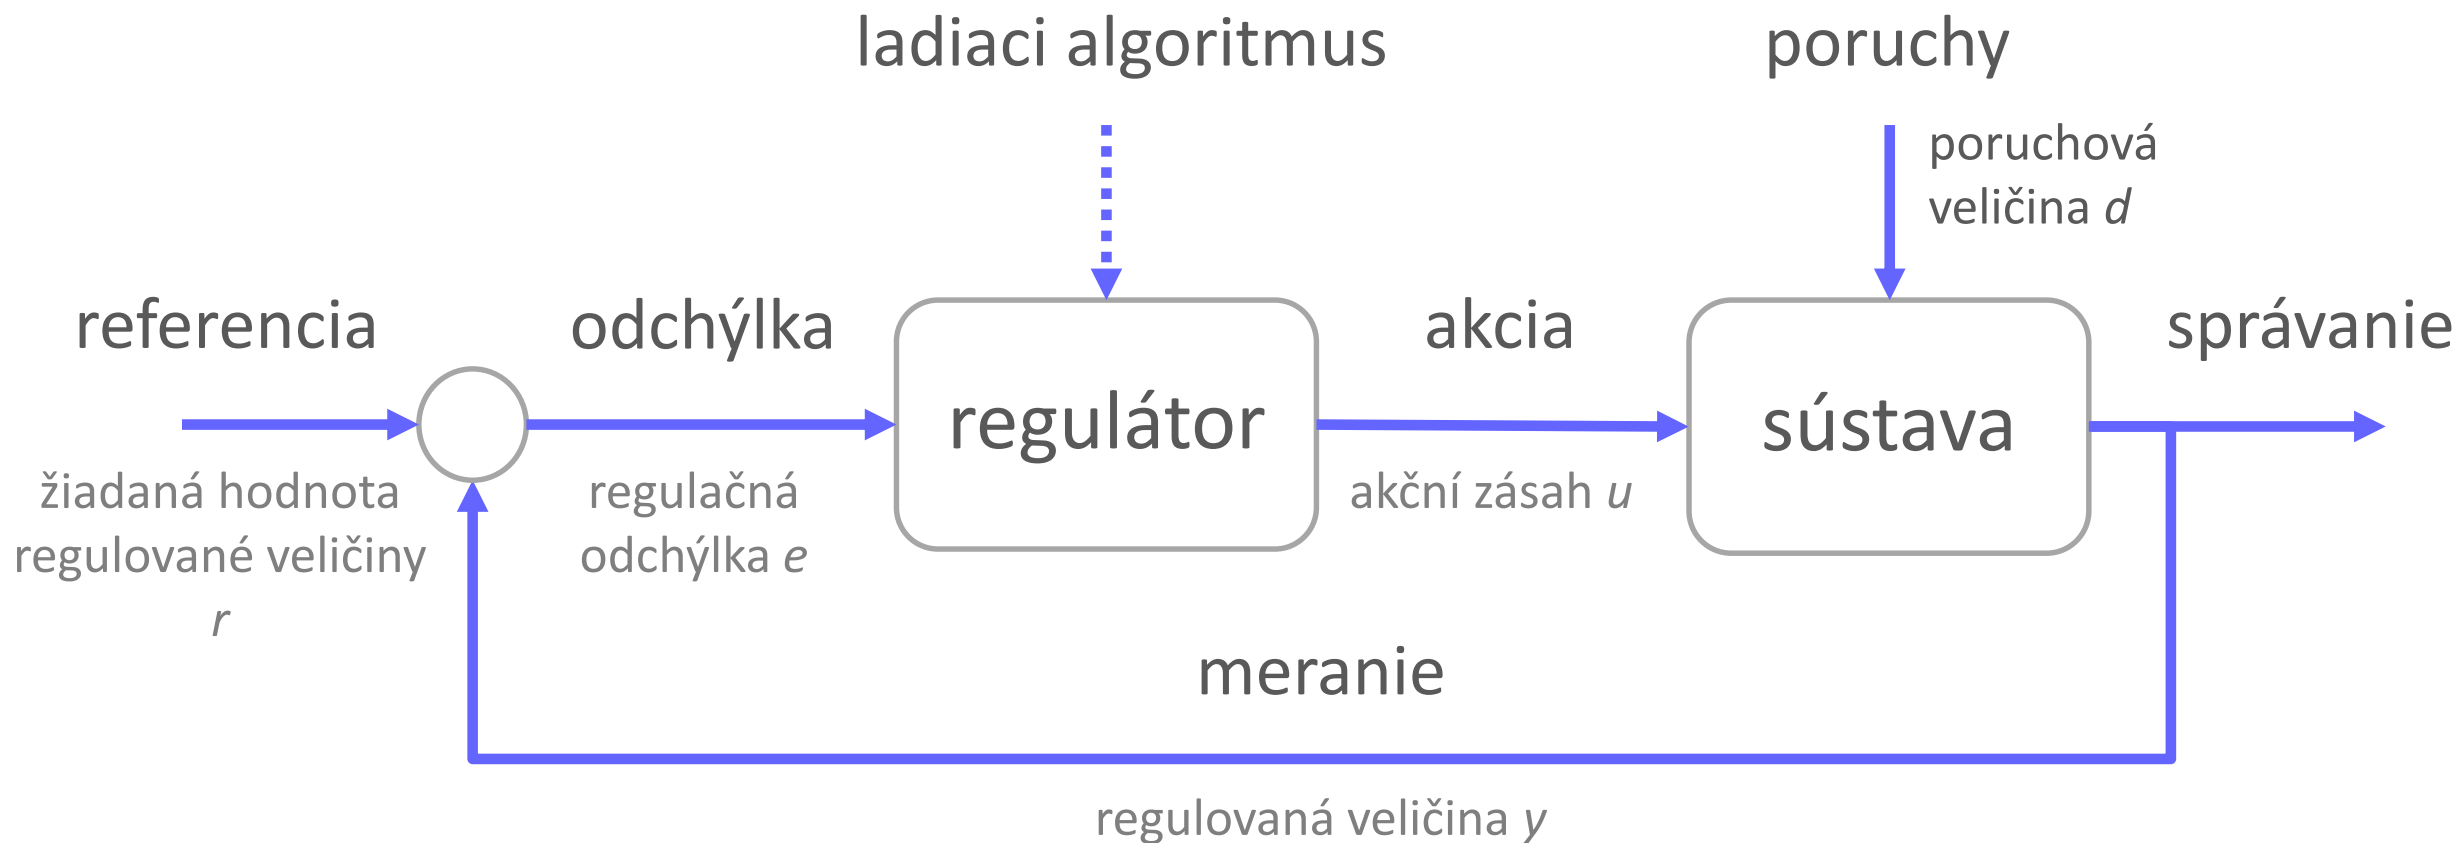 ladiaci algoritmus
poruchy
poruchová
veličina d
referencia
odchýlka
akcia
správanie
regulátor
sústava
žiadaná hodnota
regulované veličiny
r
regulačná
odchýlka e
akční zásah u
meranie
regulovaná veličina y